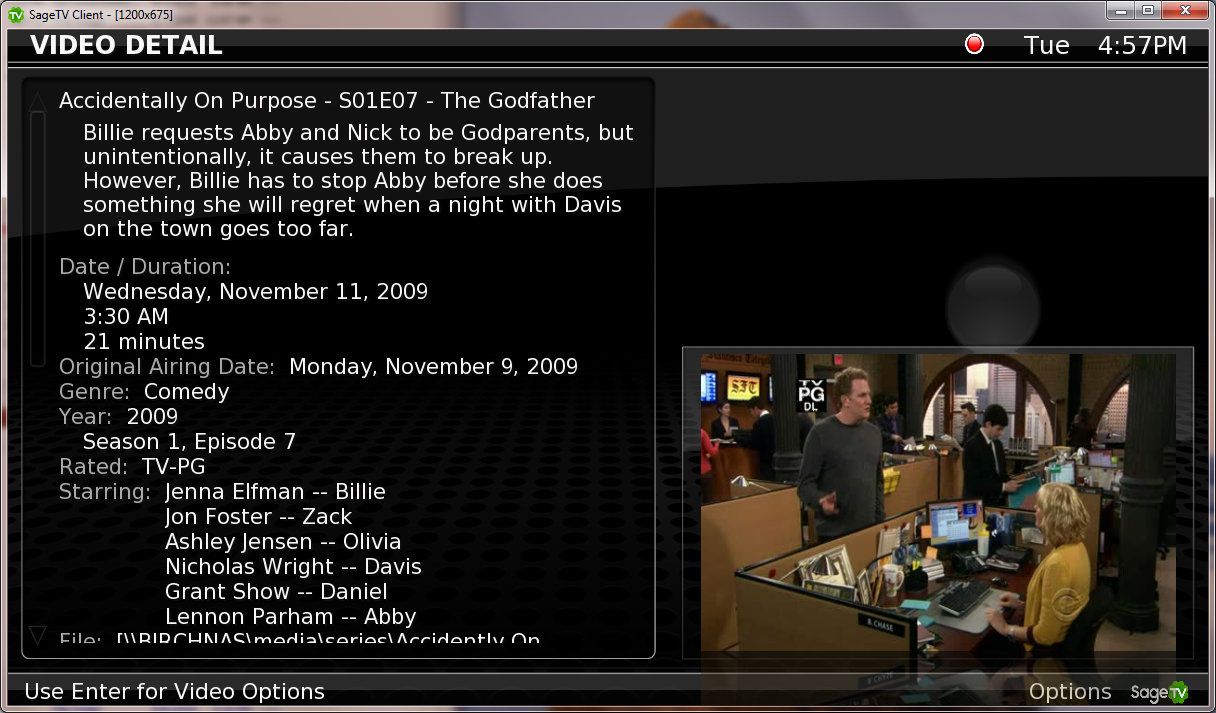 SageTV Client - [1200x675]
VIDEO DETAIL
Tue 4:57PM
Accidentally On Purpose - S01E07 - The Godfather
Billie requests Abby and Nick to be Godparents, but
unintentionally, it causes them to break up.
However, Billie has to stop Abby before she does
something she will regret when a night with Davis
on the town goes too far.
Date / Duration:
Wednesday, November 11, 2009
3:30 AM
21 minutes
Original Airing Date: Monday, November 9, 2009
Genre: Comedy
Year: 2009
Season 1, Episode 7
Rated: TV-PG
Starring: Jenna Elfman -- Billie
Jon Foster -- Zack
Ashley Jensen -- Olivia
Nicholas Wright -- Davis
Grant Show -- Daniel
Lennon Parham -- Abby
File: [\\BIRCHNAS\media\series\Accidently On
Francisco Telegram
SFT
TV
PG
DL
B. CHASE
Use Enter for Video Options
Options
SageTV